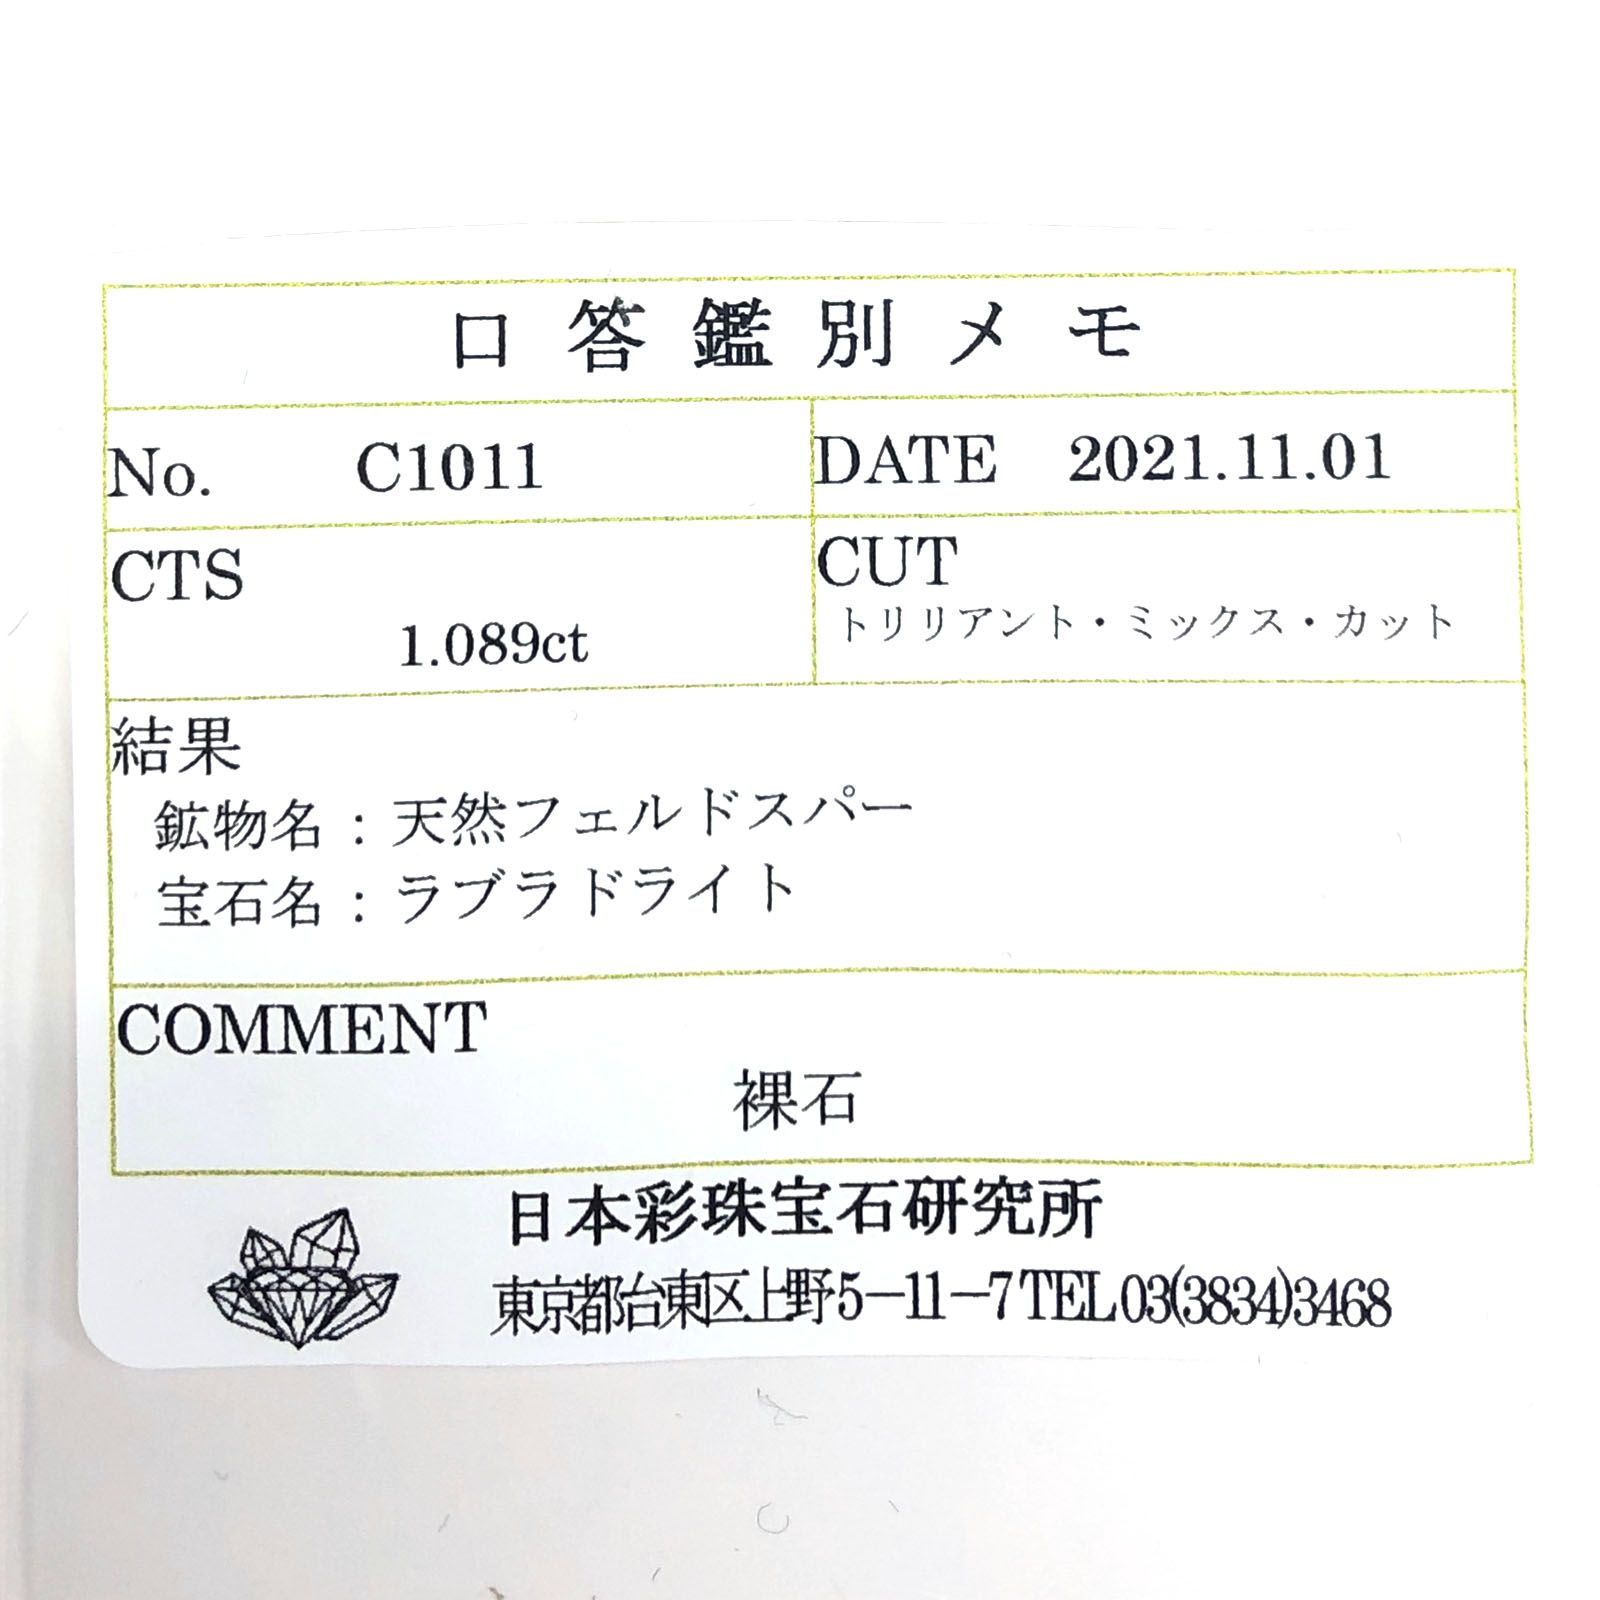 口答鑑別メモ
No. C1011 DATE 2021.11.01
CTS CUT
1.089ct トリリアント・ミックス・カット
結果
鉱物名：天然フェルドスパー
宝石名：ラブラドライト
COMMENT
裸石
日本彩珠宝石研究所
東京都台東区上野5－11－7 TEL 03(3834)3468